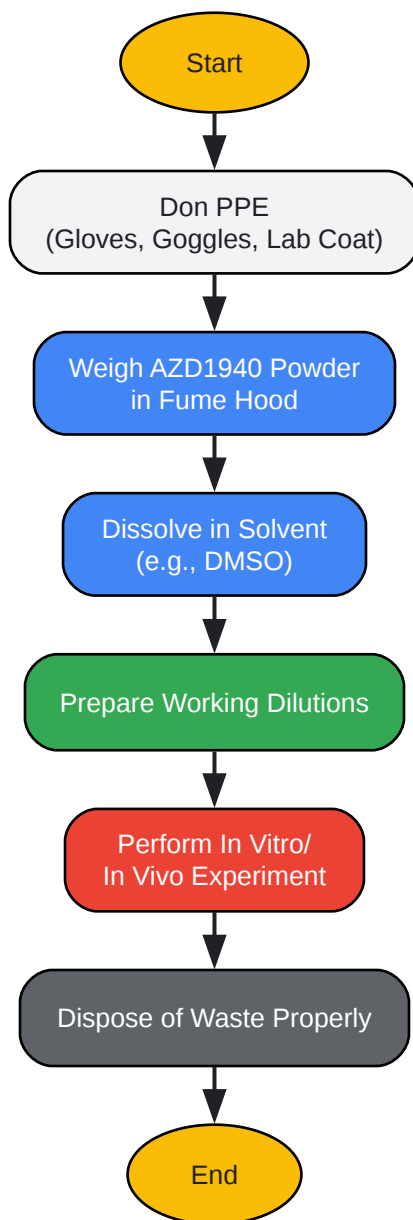 Start
Don PPE
(Gloves, Goggles, Lab Coat)
Weigh AZD1940 Powder
in Fume Hood
Dissolve in Solvent
(e.g., DMSO)
Prepare Working Dilutions
Perform In Vitro/
In Vivo Experiment
Dispose of Waste Properly
End